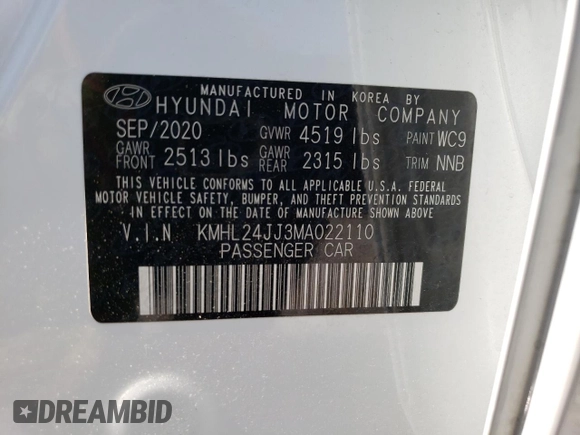 MANUFACTURED IN KOREA BY
HYUNDAI MOTOR COMPANY
SEP/2020 GVWR 4519 lbs PAINT WC9
GAWR FRONT 2513 lbs GAWR REAR 2315 lbs TRIM NNB
THIS VEHICLE CONFORMS TO ALL APPLICABLE U.S.A. FEDERAL
MOTOR VEHICLE SAFETY, BUMPER, AND THEFT PREVENTION STANDARDS
IN EFFECT ON THE DATE OF MANUFACTURE SHOWN ABOVE.
V.I.N KMHL24JJ3MA022110
PASSENGER CAR
DREAMBID